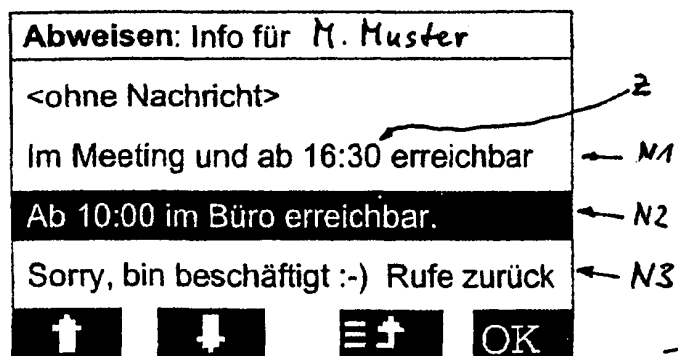 Abweisen: Info für M. Muster
<ohne Nachricht>
Z
Im Meeting und ab 16:30 erreichbar
N1
Ab 10:00 im Büro erreichbar.
N2
Sorry, bin beschäftigt :-) Rufe zurück
N3
OK